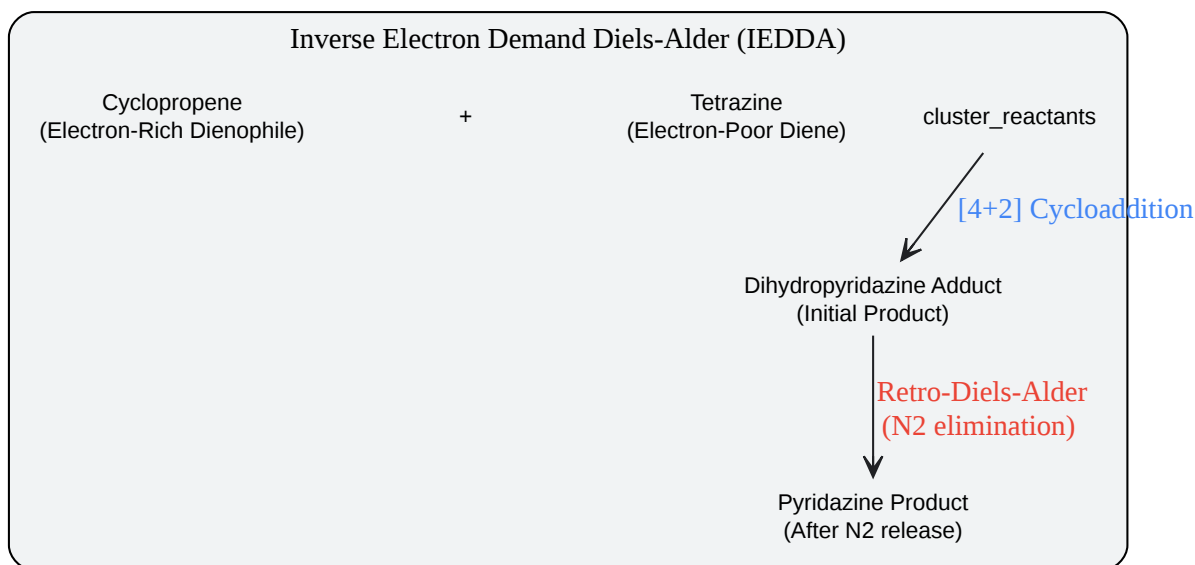 Inverse Electron Demand Diels-Alder (IEDDA)
Cyclopropene
(Electron-Rich Dienophile)
+
Tetrazine
(Electron-Poor Diene)
cluster_reactants
[4+2] Cycloaddition
Dihydropyridazine Adduct
(Initial Product)
Retro-Diels-Alder
(N2 elimination)
Pyridazine Product
(After N2 release)